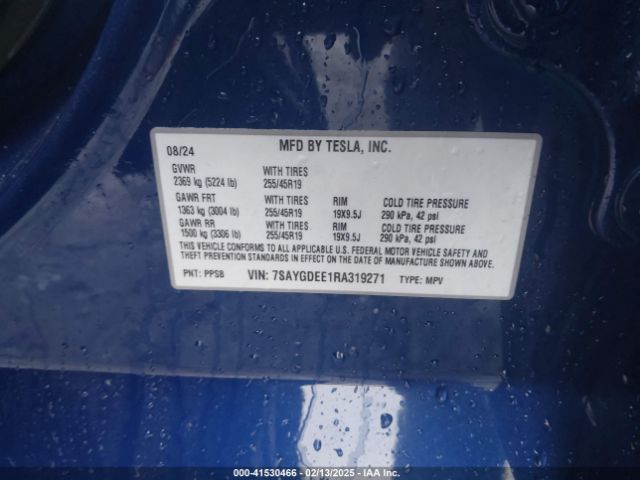 08/24 MFD BY TESLA, INC.
GVWR WITH TIRES
2369 kg (5224 lb) 255/45R19
GAWR FRT WITH TIRES RIM COLD TIRE PRESSURE
1363 kg (3004 lb) 255/45R19 19X9.5J 290 kPa, 42 psi
GAWR RR WITH TIRES RIM COLD TIRE PRESSURE
1500 kg (3306 lb) 255/45R19 19X9.5J 290 kPa, 42 psi
THIS VEHICLE CONFORMS TO ALL APPLICABLE U.S. FEDERAL MOTOR VEHICLE SAFETY AND
THEFT PREVENTION STANDARDS IN EFFECT ON THE DATE OF MANUFACTURE SHOWN ABOVE.
PNT: PPSB VIN: 7SAYGDEE1RA319271 TYPE: MPV
000-41530466 - 02/13/2025 - IAA Inc.